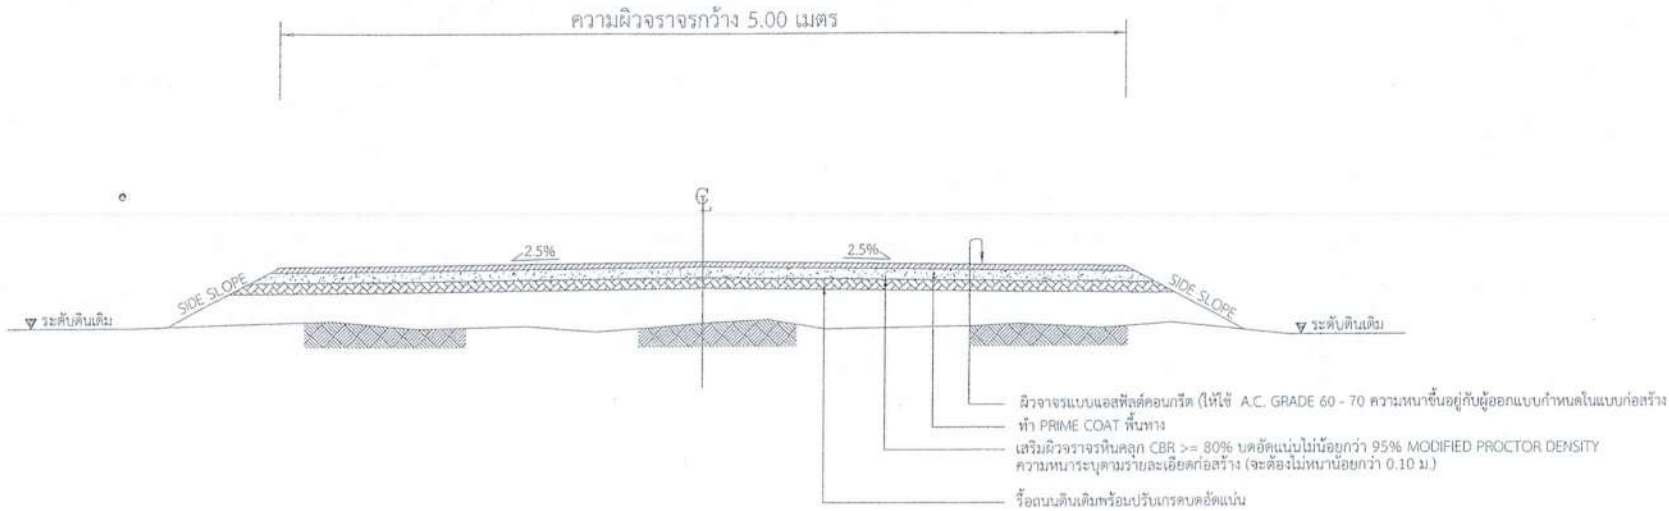 ความผิวจราจรกว้าง 5.00 เมตร
C
L
2.5%
2.5%
SIDE SLOPE
SIDE SLOPE
ระดับดินเดิม
ระดับดินเดิม
ผิวจาจรแบบแอสฟัลต์คอนกรีต (ให้ใช้ A.C. GRADE 60 - 70 ความหนาขึ้นอยู่กับผู้ออกแบบกำหนดในแบบก่อสร้าง
ทำ PRIME COAT พื้นทาง
เสริมผิวจราจรหินคลุก CBR >= 80% บดอัดแน่นไม่น้อยกว่า 95% MODIFIED PROCTOR DENSITY
ความหนาระบุตามรายละเอียดก่อสร้าง (จะต้องไม่หนาน้อยกว่า 0.10 ม.)
รื้อถนนดินเดิมพร้อมปรับเกรดบดอัดแน่น